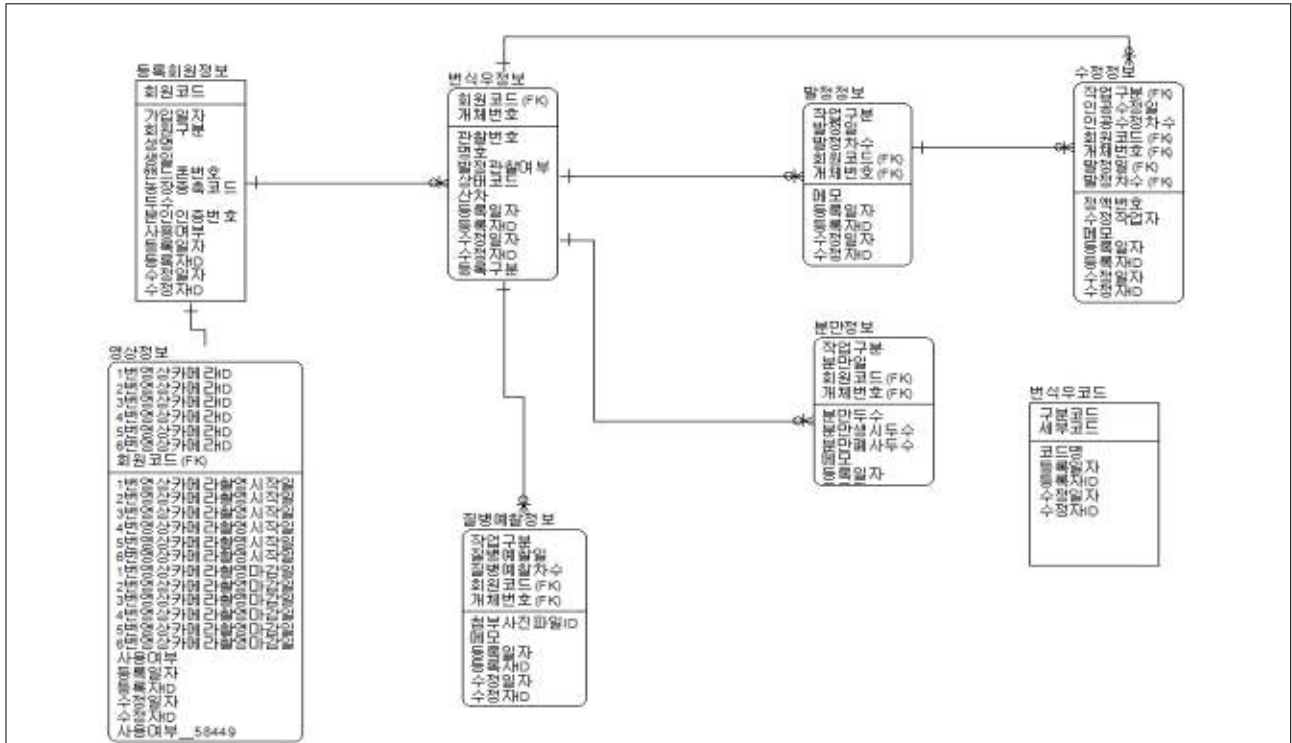 등록회원정보
회원코드
가입일자
회원구분
성명
생일
핸드폰번호
농장종축코드
두수
본인인증번호
사용여부
등록일자
등록자ID
수정일자
수정자ID
영상정보
1번영상카메라ID
2번영상카메라ID
3번영상카메라ID
4번영상카메라ID
5번영상카메라ID
6번영상카메라ID
회원코드 (FK)
1번영상카메라촬영시작일
2번영상카메라촬영시작일
3번영상카메라촬영시작일
4번영상카메라촬영시작일
5번영상카메라촬영시작일
6번영상카메라촬영시작일
1번영상카메라촬영마감일
2번영상카메라촬영마감일
3번영상카메라촬영마감일
4번영상카메라촬영마감일
5번영상카메라촬영마감일
6번영상카메라촬영마감일
사용여부
등록일자
등록자ID
수정일자
수정자ID
사용여부__58449
번식우정보
회원코드 (FK)
개체번호
관찰번호
명호
발정관찰여부
상태코드
산차
등록일자
등록자ID
수정일자
수정자ID
등록구분
질병예찰정보
작업구분
질병예찰일
질병예찰차수
회원코드 (FK)
개체번호 (FK)
첨부사진파일ID
메모
등록일자
등록자ID
수정일자
수정자ID
발정정보
작업구분
발정일
발정차수
회원코드 (FK)
개체번호 (FK)
메모
등록일자
등록자ID
수정일자
수정자ID
분만정보
작업구분
분만일
회원코드 (FK)
개체번호 (FK)
분만두수
분만생시두수
분만폐사두수
메모
등록일자
수정정보
작업구분 (FK)
인공수정일
인공수정차수
회원코드 (FK)
개체번호 (FK)
발정일 (FK)
발정차수 (FK)
정액번호
수정작업자
메모
등록일자
등록자ID
수정일자
수정자ID
번식우코드
구분코드
세부코드
코드명
등록일자
등록자ID
수정일자
수정자ID